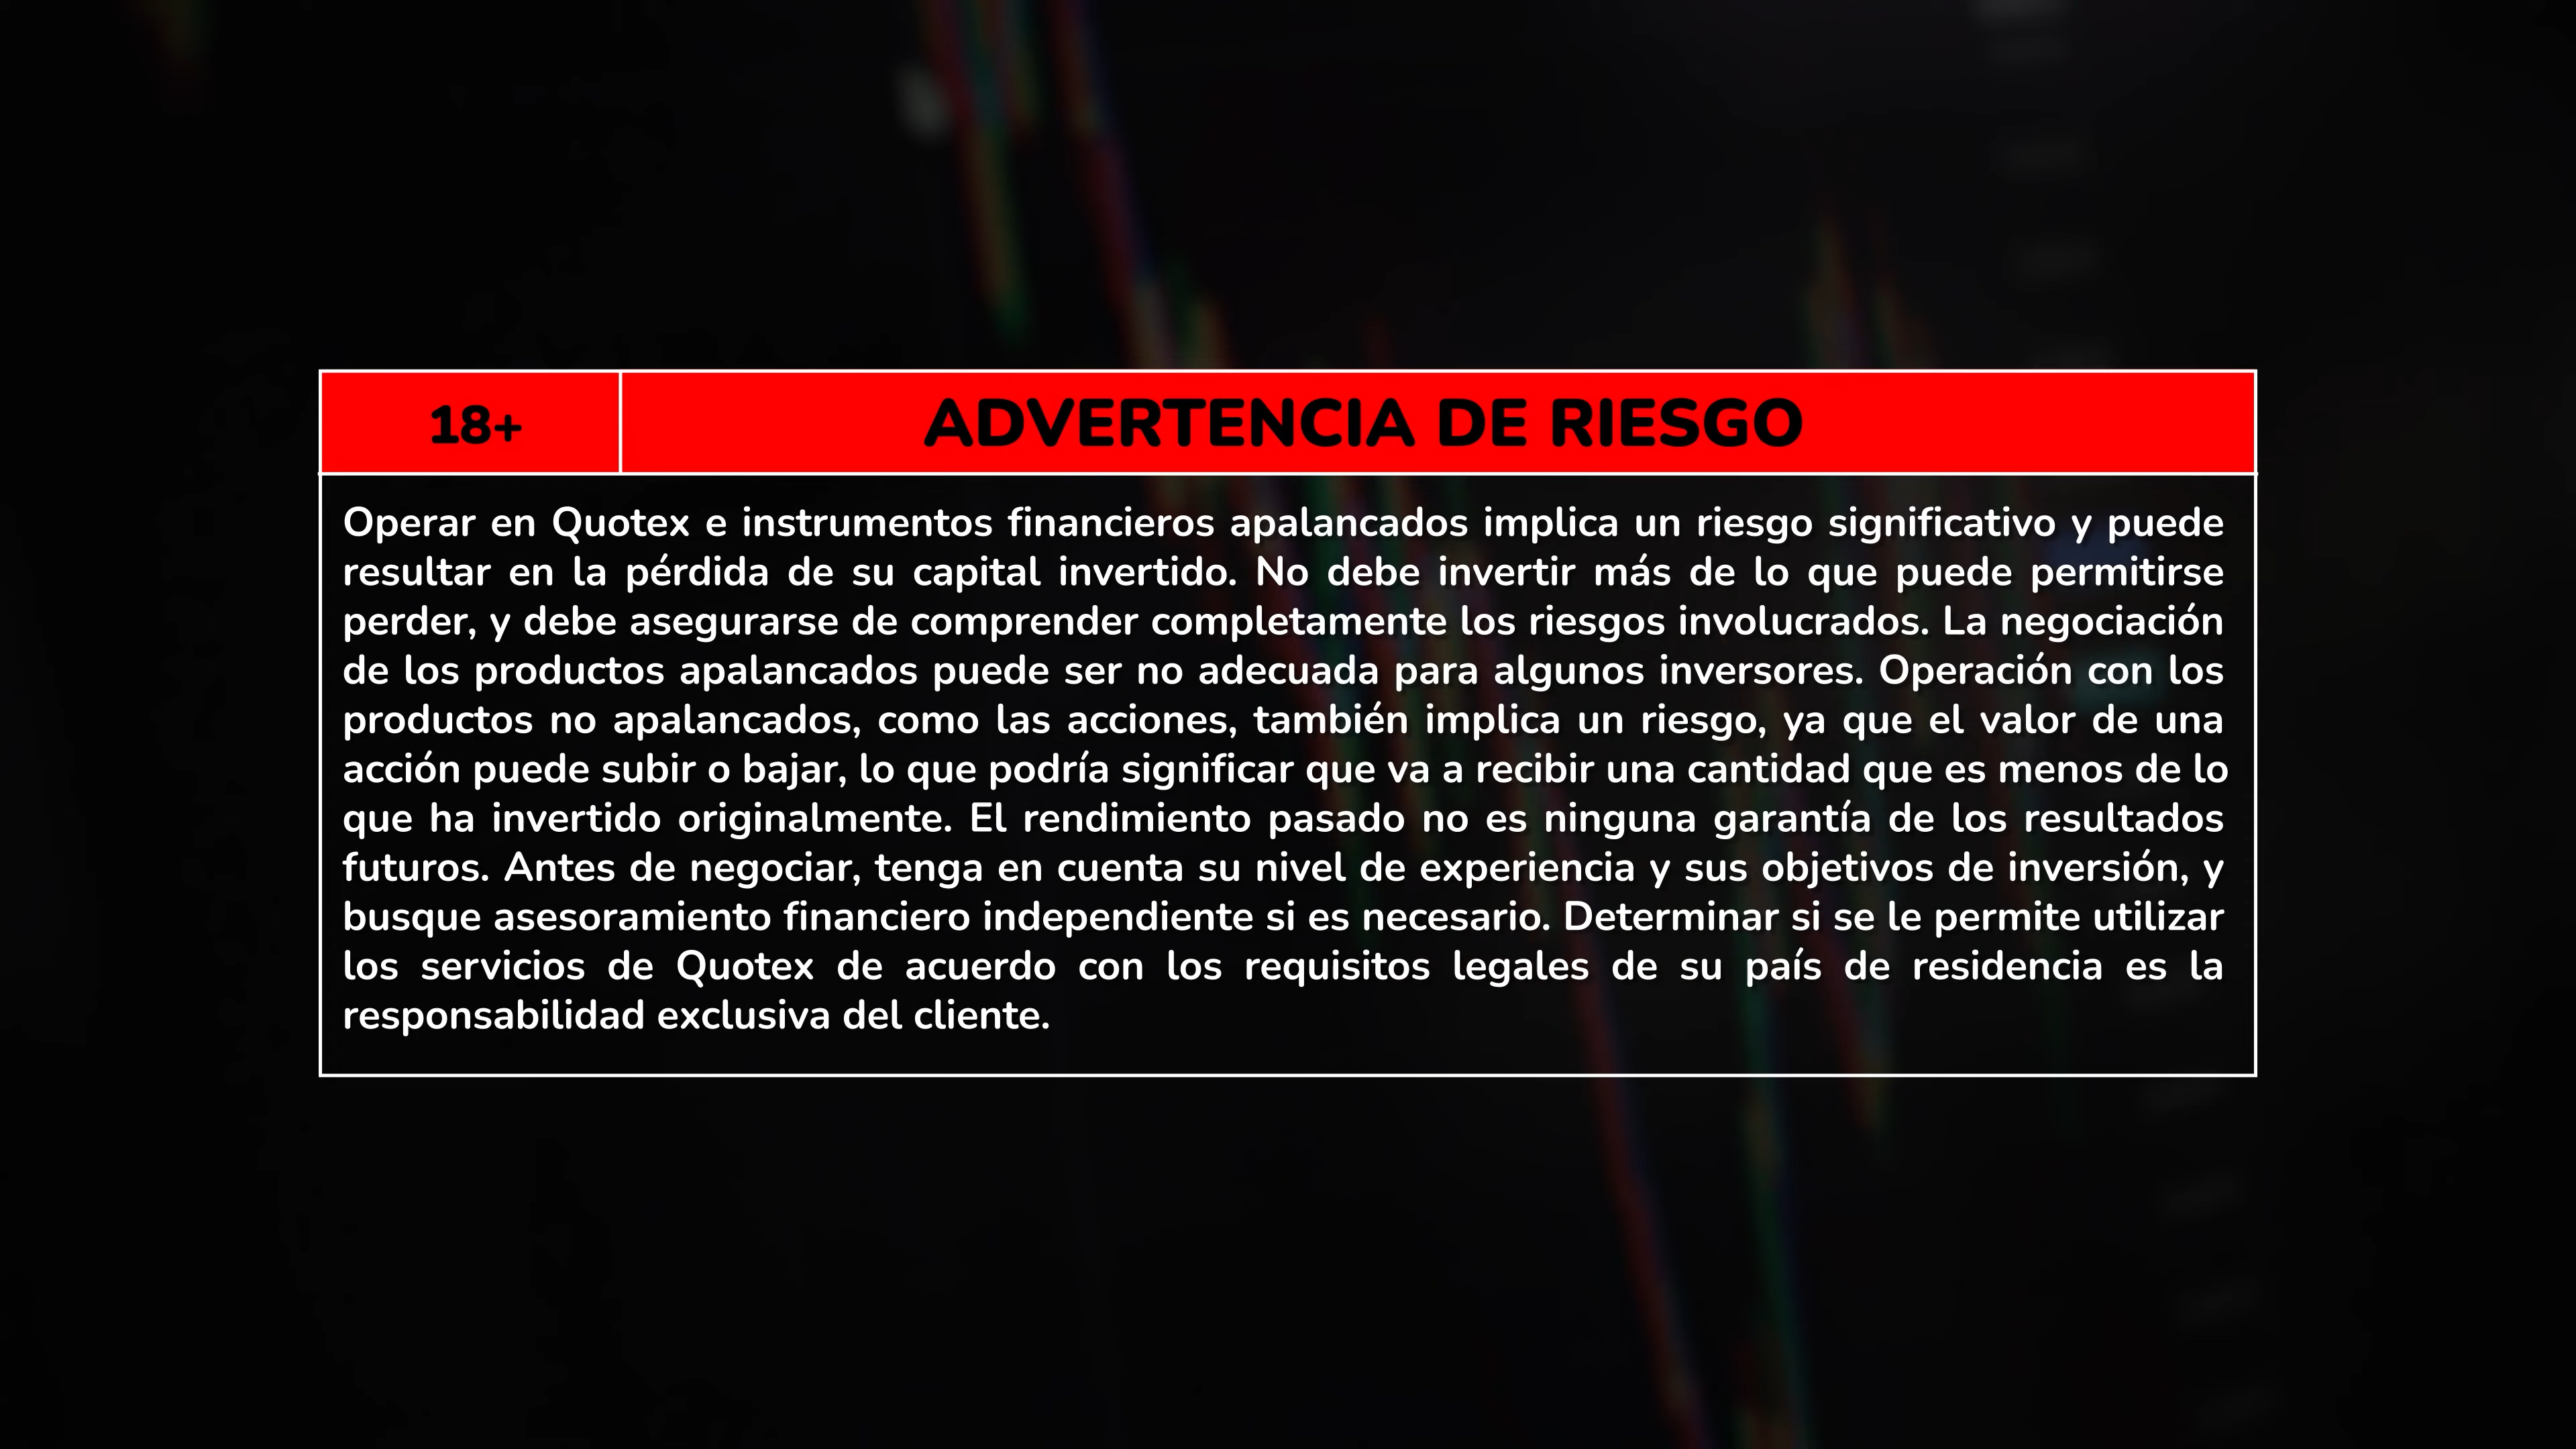 18+
ADVERTENCIA DE RIESGO
Operar en Quotex e instrumentos financieros apalancados implica un riesgo significativo y puede
resultar en la pérdida de su capital invertido. No debe invertir más de lo que puede permitirse
perder, y debe asegurarse de comprender completamente los riesgos involucrados. La negociación
de los productos apalancados puede ser no adecuada para algunos inversores. Operación con los
productos no apalancados, como las acciones, también implica un riesgo, ya que el valor de una
acción puede subir o bajar, lo que podría significar que va a recibir una cantidad que es menos de lo
que ha invertido originalmente. El rendimiento pasado no es ninguna garantía de los resultados
futuros. Antes de negociar, tenga en cuenta su nivel de experiencia y sus objetivos de inversión, y
busque asesoramiento financiero independiente si es necesario. Determinar si se le permite utilizar
los servicios de Quotex de acuerdo con los requisitos legales de su país de residencia es la
responsabilidad exclusiva del cliente.